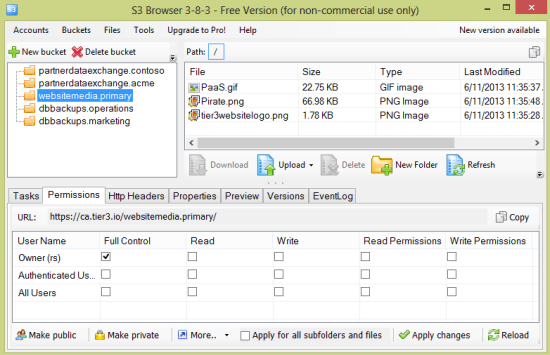 S3 Browser 3-8-3 - Free Version (for non-commercial use only)
Accounts Buckets Files Tools Upgrade to Pro! Help New version available
New bucket Delete bucket Path: /
partnerdataexchange.contoso
partnerdataexchange.acme
websitemedia.primary
dbbackups.operations
dbbackups.marketing
File Size Type Last Modified
PaaS.gif 22.75 KB GIF image 6/11/2013 11:35:37.
Pirate.png 66.98 KB PNG Image 6/11/2013 11:35:48.
tier3websitelogo.png 1.78 KB PNG Image 6/11/2013 11:35:28.
Download Upload Delete New Folder Refresh
Tasks Permissions Http Headers Properties Preview Versions EventLog
URL: https://ca.tier3.io/websitemedia.primary/ Copy
User Name Full Control Read Write Read Permissions Write Permissions
Owner (rs)
Authenticated Us...
All Users
Make public Make private More.. Apply for all subfolders and files Apply changes Reload